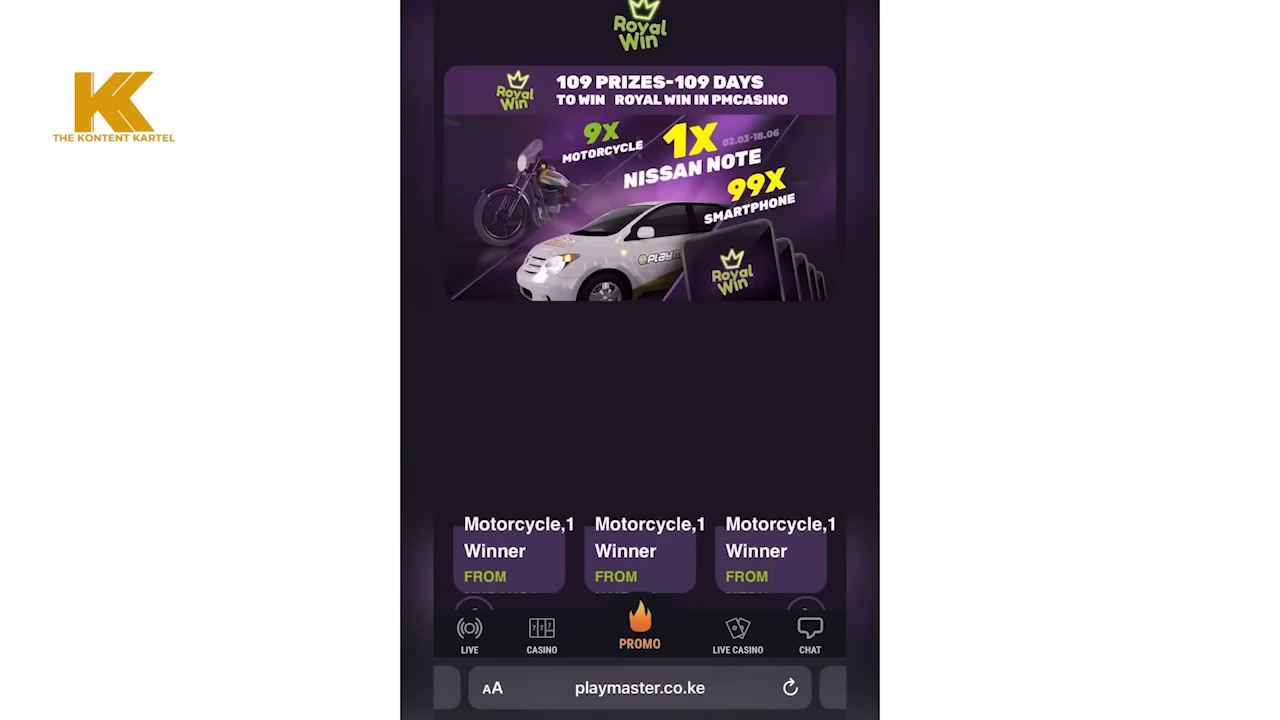 Royal
Win
THE KONTENT KARTEL
Royal
Win
109 PRIZES-109 DAYS
TO WIN ROYAL WIN IN PMCASINO
9X
MOTORCYCLE
1X
02.03-18.06
NISSAN NOTE
99X
SMARTPHONE
Royal
Win
Motorcycle,1
Winner
FROM
Motorcycle,1
Winner
FROM
Motorcycle,1
Winner
FROM
LIVE
CASINO
PROMO
LIVE CASINO
CHAT
AA
playmaster.co.ke